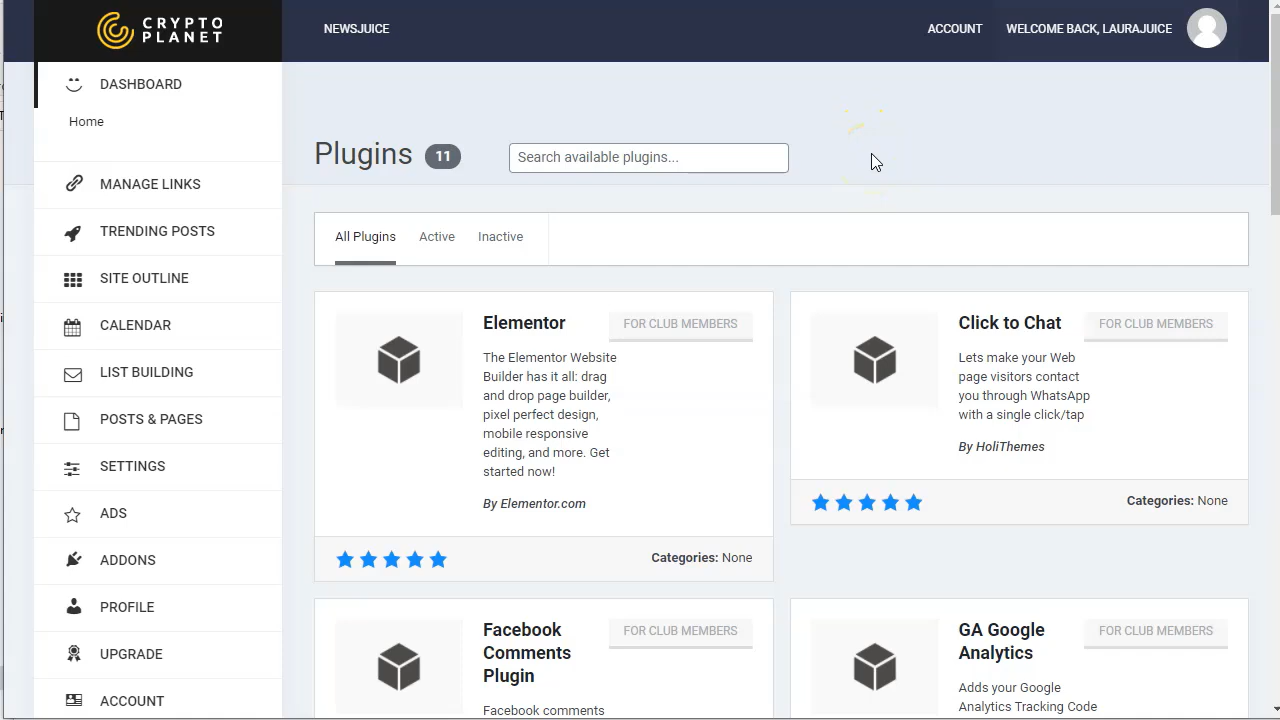 CRYPTO
PLANET
NEWSJUICE
ACCOUNT
WELCOME BACK, LAURAJUICE
DASHBOARD
Home
MANAGE LINKS
TRENDING POSTS
SITE OUTLINE
CALENDAR
LIST BUILDING
POSTS & PAGES
SETTINGS
ADS
ADDONS
PROFILE
UPGRADE
ACCOUNT
Plugins 11
Search available plugins...
All Plugins
Active
Inactive
Elementor
FOR CLUB MEMBERS
The Elementor Website
Builder has it all: drag
and drop page builder,
pixel perfect design,
mobile responsive
editing, and more. Get
started now!
By Elementor.com
Categories: None
Click to Chat
FOR CLUB MEMBERS
Lets make your Web
page visitors contact
you through WhatsApp
with a single click/tap
By HoliThemes
Categories: None
Facebook
Comments
Plugin
FOR CLUB MEMBERS
Facebook comments
GA Google
Analytics
FOR CLUB MEMBERS
Adds your Google
Analytics Tracking Code